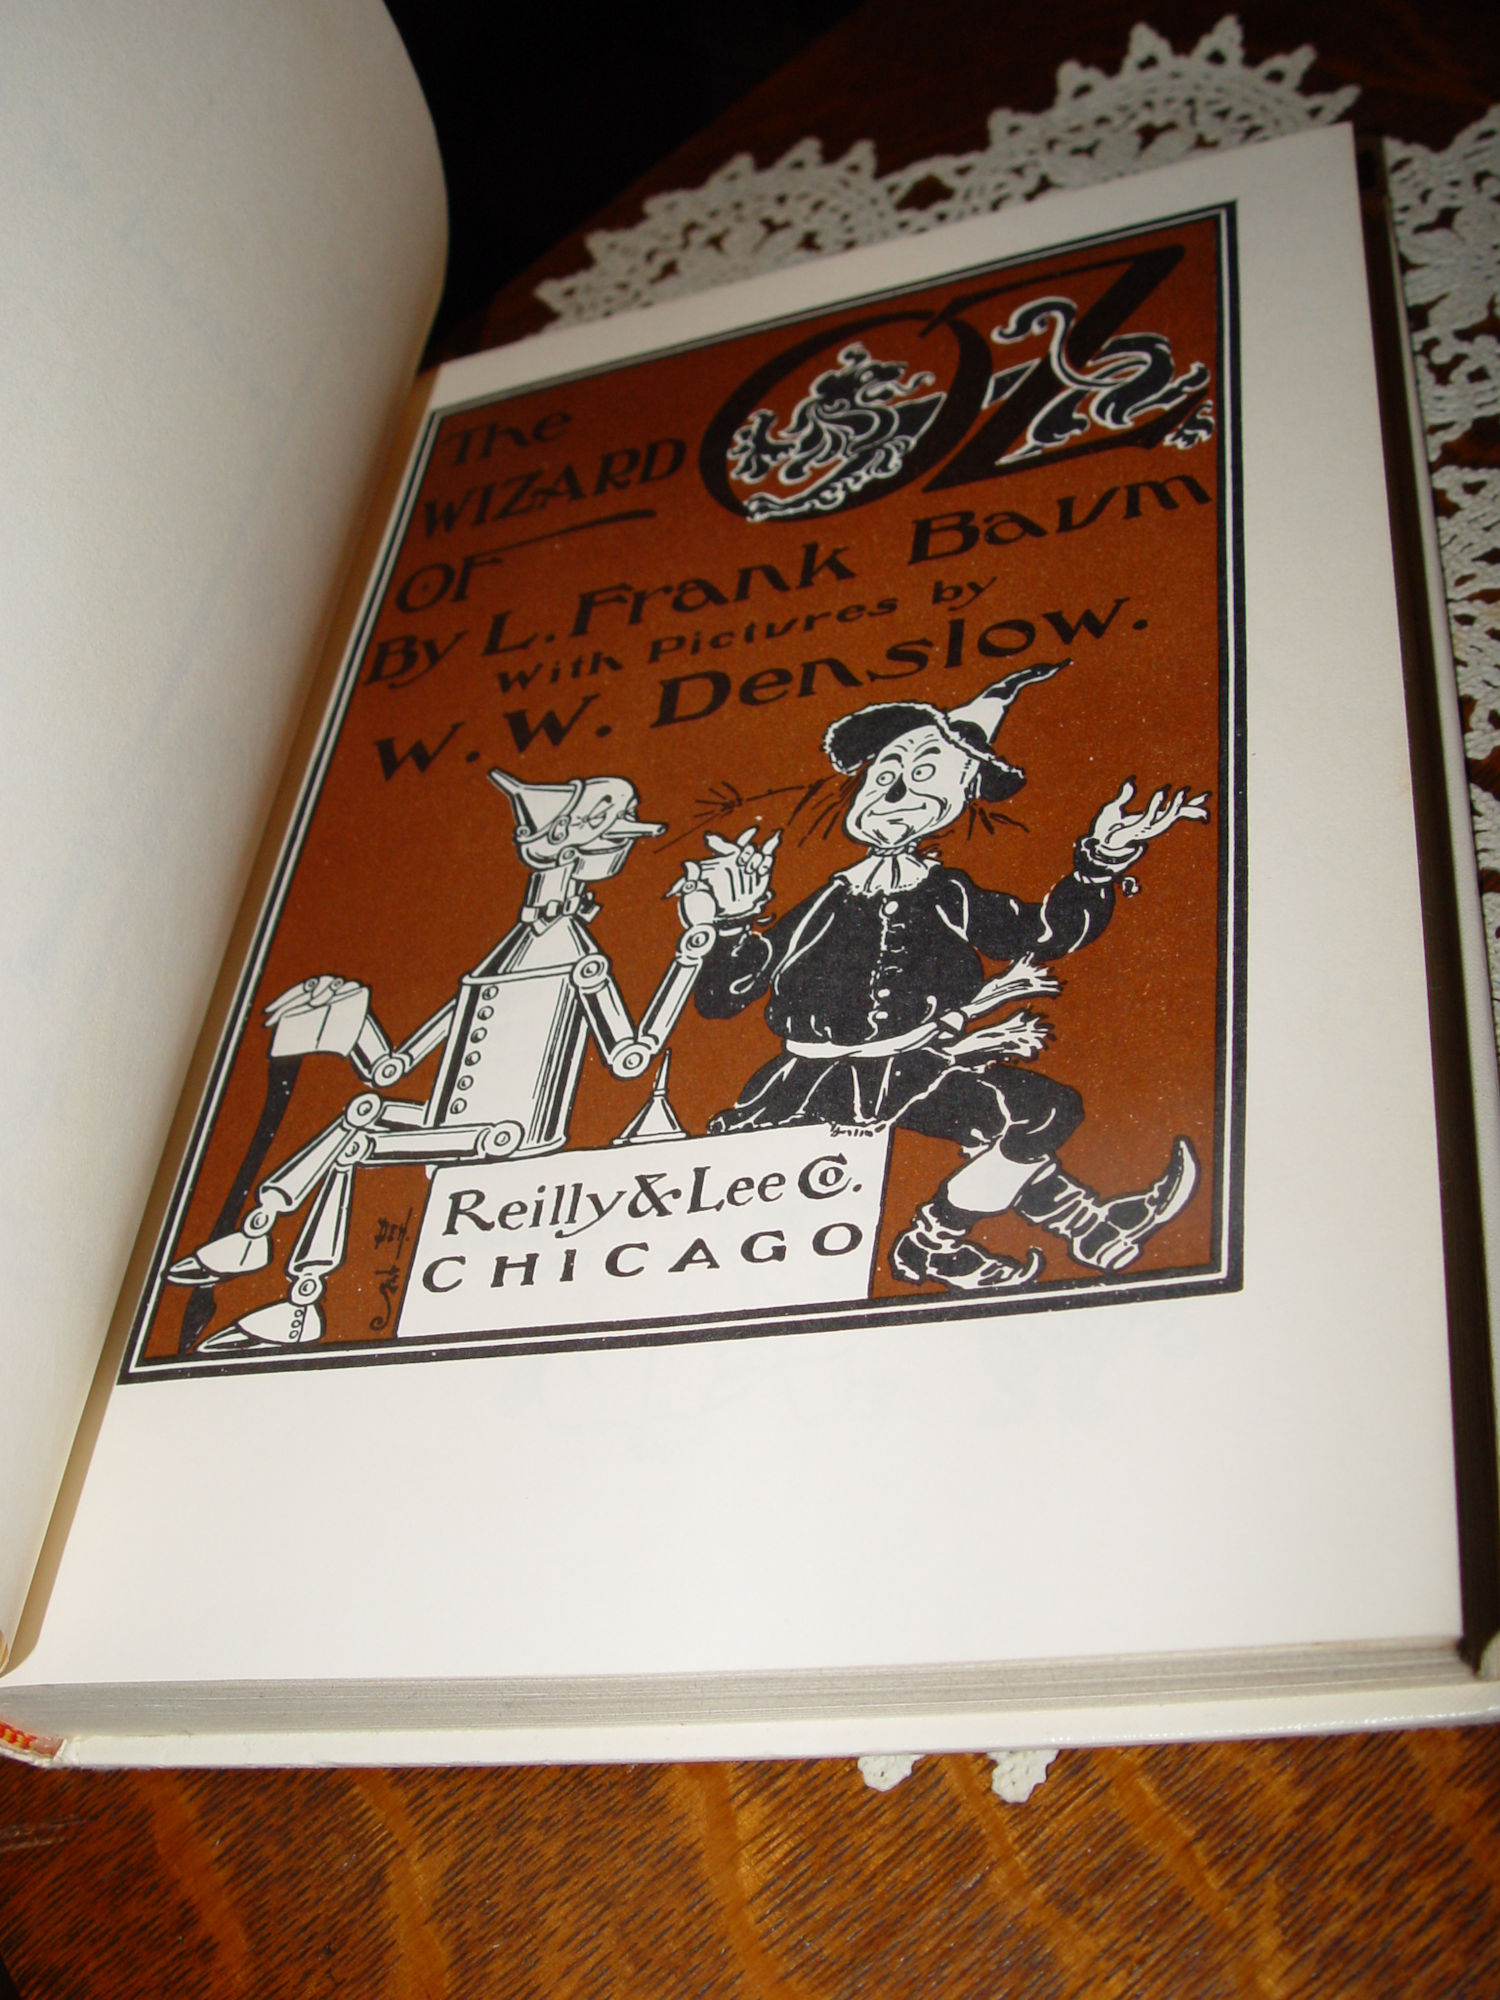 The
WIZARD
OF
OZ
By L. Frank Baum
With Pictures by
W. W. Denslow.
Reilly & Lee Co.
CHICAGO